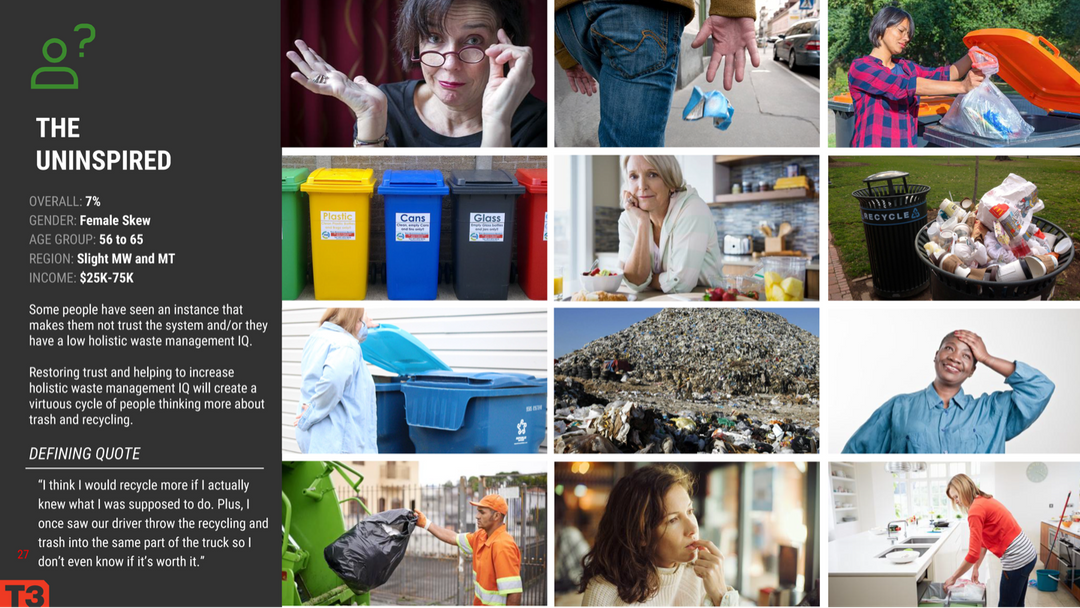 ?
THE
UNINSPIRED
OVERALL: 7%
GENDER: Female Skew
AGE GROUP: 56 to 65
REGION: Slight MW and MT
INCOME: $25K-75K
Some people have seen an instance that
makes them not trust the system and/or they
have a low holistic waste management IQ.
Restoring trust and helping to increase
holistic waste management IQ will create a
virtuous cycle of people thinking more about
trash and recycling.
DEFINING QUOTE
“I think I would recycle more if I actually
knew what I was supposed to do. Plus, I
once saw our driver throw the recycling and
trash into the same part of the truck so I
don’t even know if it’s worth it.”
27
T3
Plastic
Cans
Glass
RECYCLE